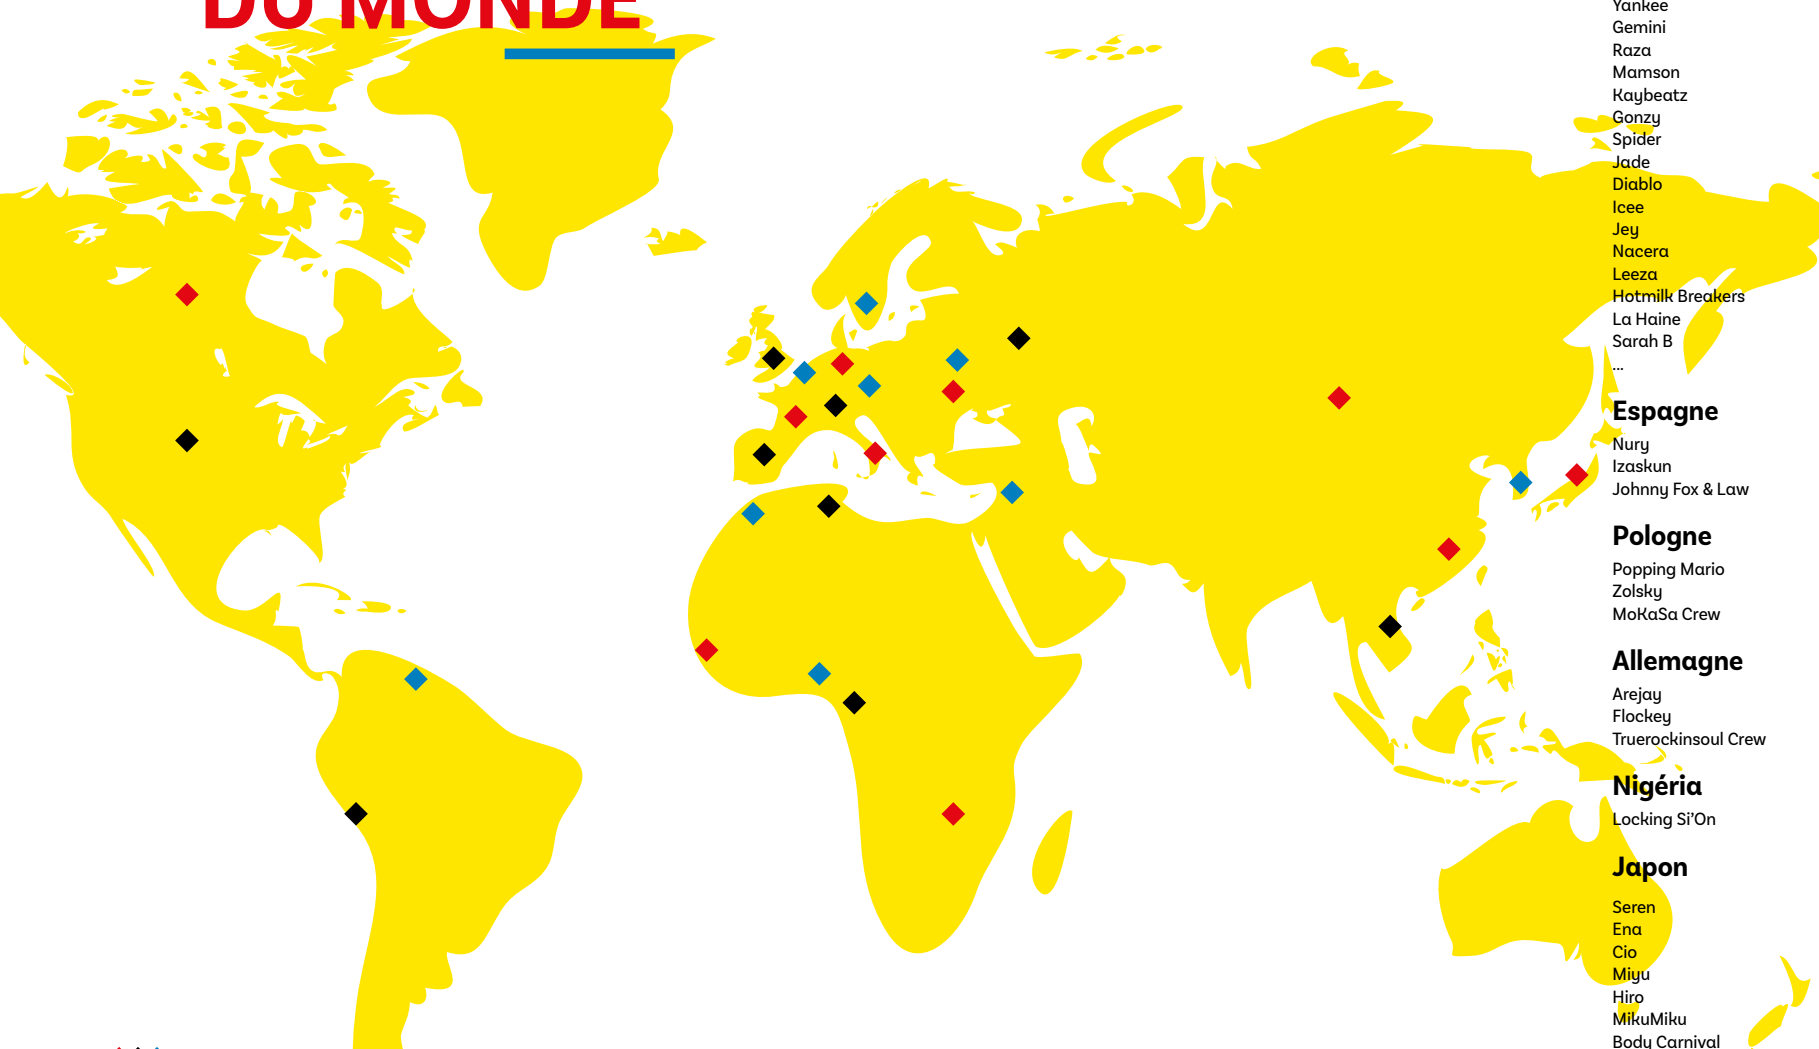 DU MONDE
Yankee
Gemini
Raza
Mamson
Kaybeatz
Gonzy
Spider
Jade
Diablo
Icee
Jey
Nacera
Leeza
Hotmilk Breakers
La Haine
Sarah B
...
Espagne
Nury
Izaskun
Johnny Fox & Law
Pologne
Popping Mario
Zolsky
MoKaSa Crew
Allemagne
Arejay
Flockey
Truerockinsoul Crew
Nigéria
Locking Si'On
Japon
Seren
Ena
Cio
Miyu
Hiro
MikuMiku
Body Carnival